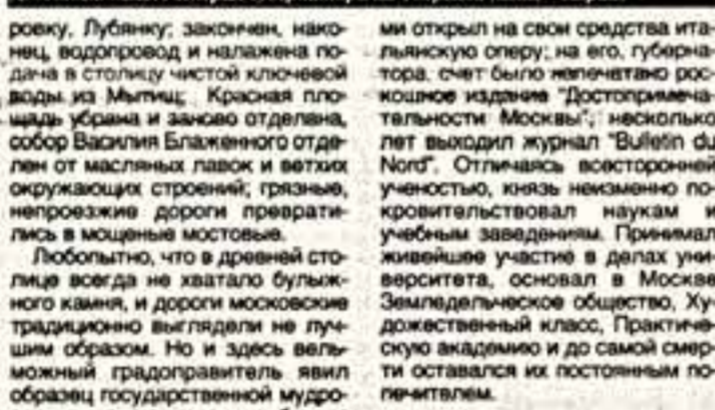 ровку, Лубянку; закончен, нако-
нец, водопровод и налажена по-
дача в столицу чистой ключевой
воды из Мытищ; Красная пло-
щадь убрана и заново отделана,
собор Василия Блаженного отде-
лен от масляных лавок и ветхих
окружающих строений; грязные,
непроезжие дороги преврати-
лись в мощеные мостовые.
Любопытно, что в древней сто-
лице всегда не хватало булыж-
ного камня, и дороги московские
традиционно выглядели не луч-
шим образом. Но и здесь вель-
можный градоправитель явил
образец государственной мудро-
ми открыл на свои средства ита-
льянскую оперу; на его, губерна-
тора, счет было напечатано рос-
кошное издание "Достопримеча-
тельности Москвы"; несколько
лет выходил журнал "Bulletin du
Nord". Отличаясь всесторонней
ученостью, князь неизменно по-
кровительствовал наукам и
учебным заведениям. Принимал
живейшее участие в делах уни-
верситета, основал в Москве
Земледельческое общество, Ху-
дожественный класс, Практиче-
скую академию и до самой смер-
ти оставался их постоянным по-
печителем.